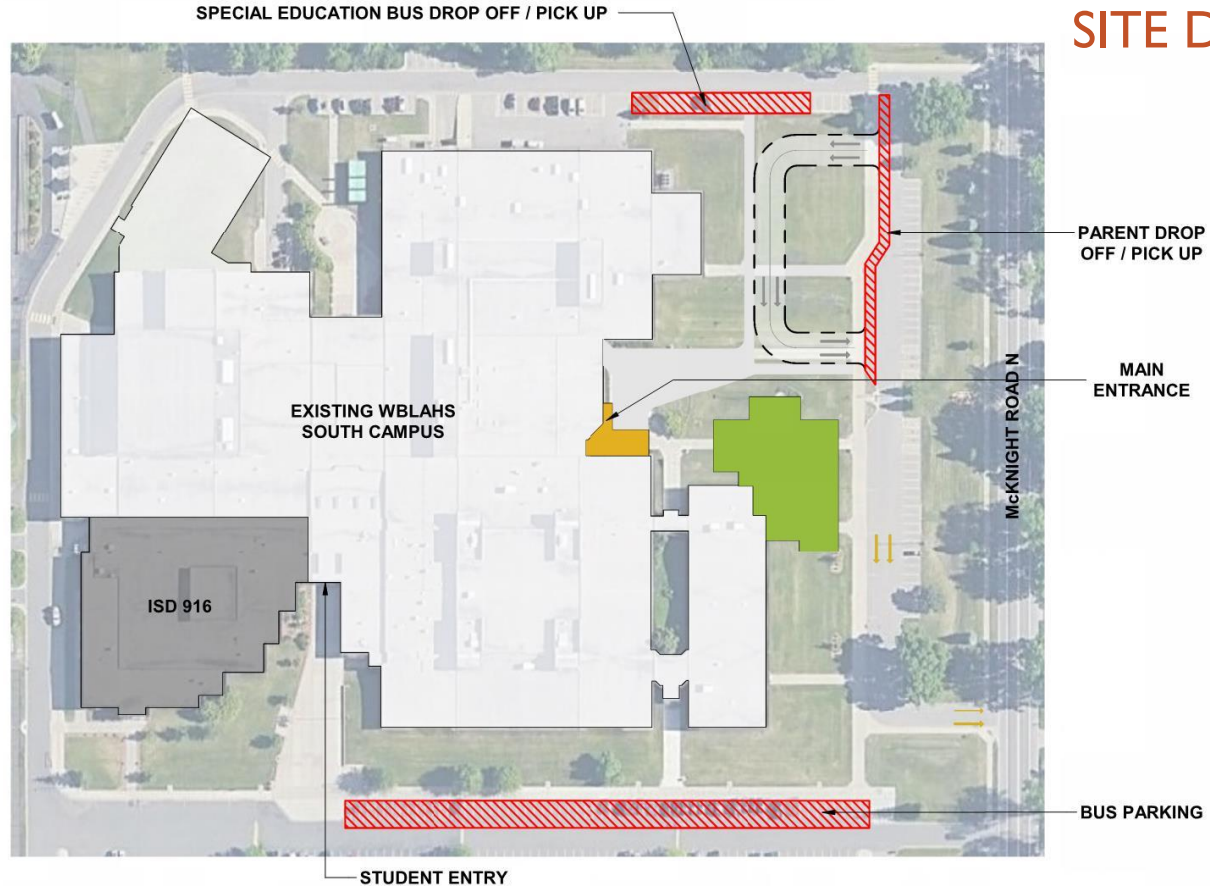 SPECIAL EDUCATION BUS DROP OFF / PICK UP
SITE D
PARENT DROP
OFF / PICK UP
MAIN
ENTRANCE
McKNIGHT ROAD N
EXISTING WBLAHS
SOUTH CAMPUS
ISD 916
BUS PARKING
STUDENT ENTRY